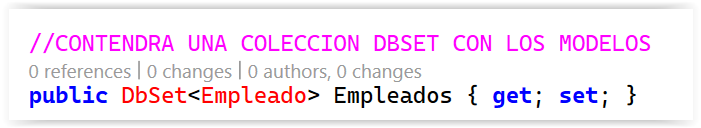 //CONTENDRA UNA COLECCION DBSET CON LOS MODELOS
0 references | 0 changes | 0 authors, 0 changes
public DbSet<Empleado> Empleados { get; set; }